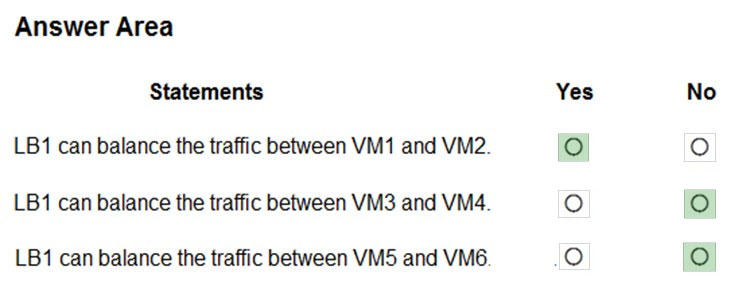 Answer Area
Statements Yes No
LB1 can balance the traffic between VM1 and VM2.
LB1 can balance the traffic between VM3 and VM4.
LB1 can balance the traffic between VM5 and VM6.